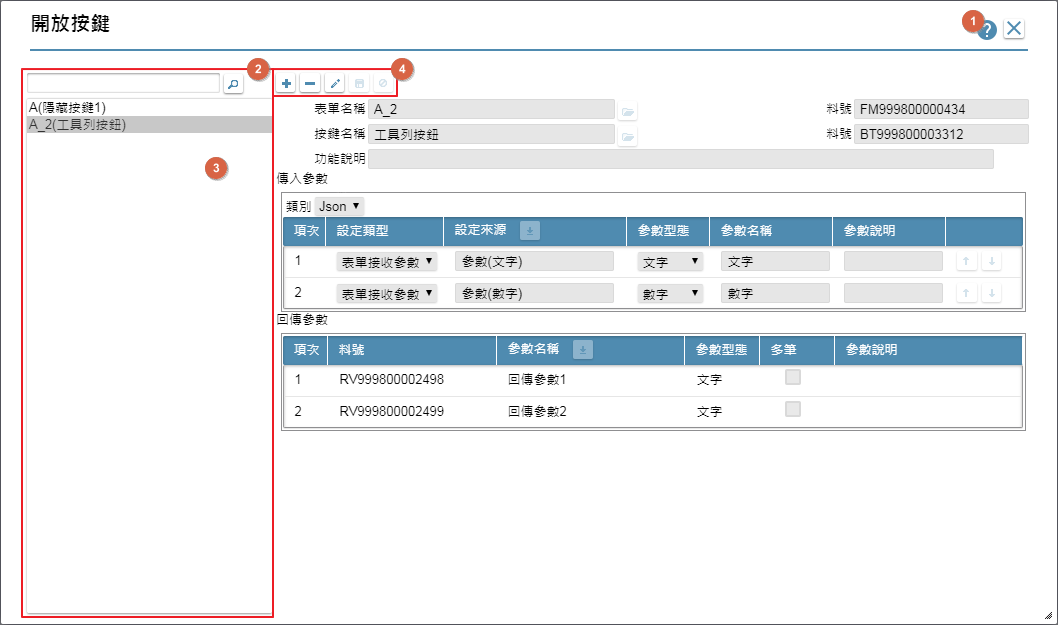 開放按鍵
1
?
2
4
A(隱藏按鍵1)
A_2(工具列按鈕)
3
表單名稱 A_2 料號 FM999800000434
按鍵名稱 工具列按鈕 料號 BT999800003312
功能說明
傳入參數
類別 Json
項次 設定類型 設定來源 參數型態 參數名稱 參數說明
1 表單接收參數 參數(文字) 文字 文字
2 表單接收參數 參數(數字) 數字 數字
回傳參數
項次 料號 參數名稱 參數型態 多筆 參數說明
1 RV999800002498 回傳參數1 文字
2 RV999800002499 回傳參數2 文字